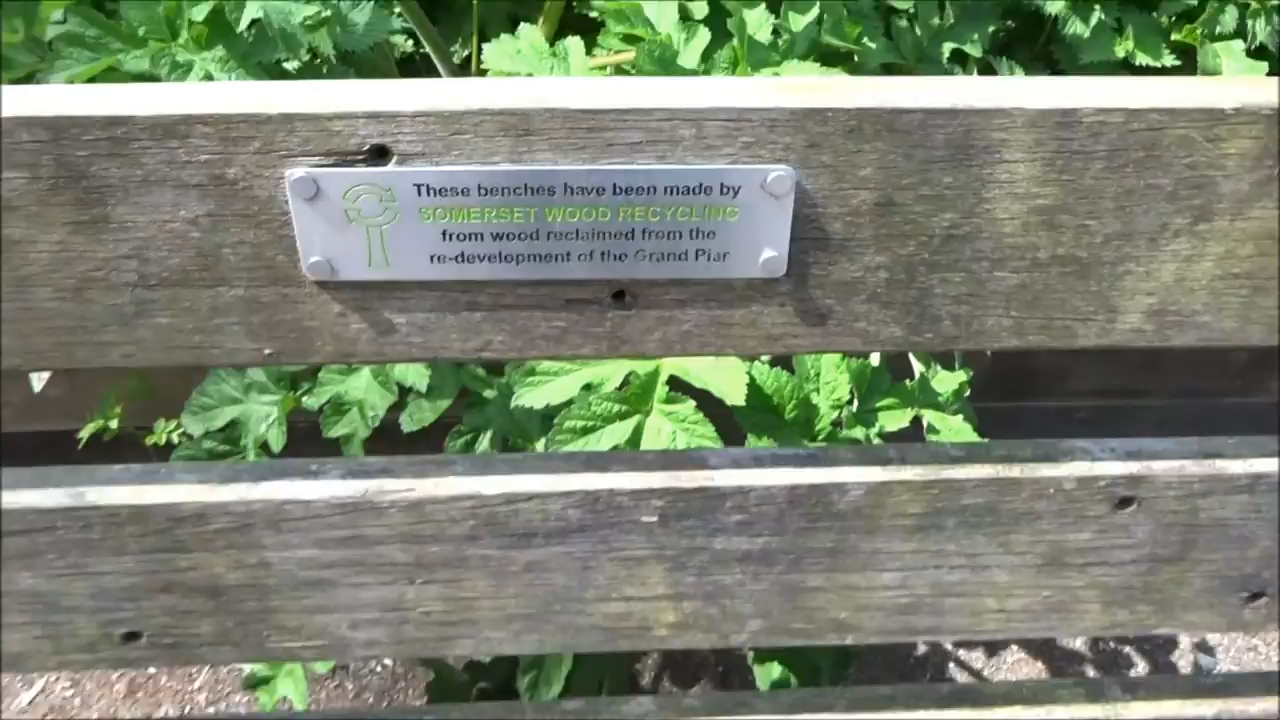 These benches have been made by
SOMERSET WOOD RECYCLING
from wood reclaimed from the
re-development of the Grand Piar